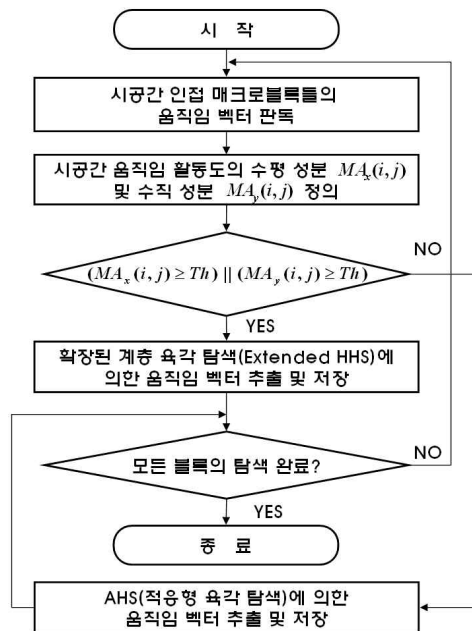 시 작
시공간 인접 매크로블록들의
움직임 벡터 판독
시공간 움직임 활동도의 수평 성분 MAx(i, j)
및 수직 성분 MAy(i, j) 정의
NO
(MAx(i, j) ≥ Th) || (MAy(i, j) ≥ Th)
YES
확장된 계층 육각 탐색(Extended HHS)에
의한 움직임 벡터 추출 및 저장
NO
모든 블록의 탐색 완료?
YES
종 료
AHS(적응형 육각 탐색)에 의한
움직임 벡터 추출 및 저장